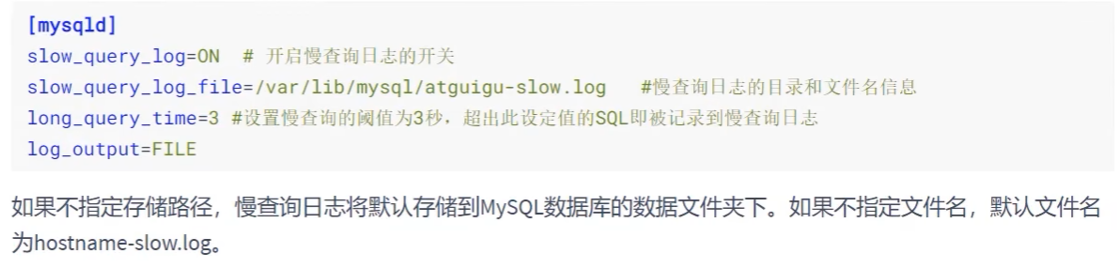 [mysqld]
slow_query_log=ON  # 开启慢查询日志的开关
slow_query_log_file=/var/lib/mysql/atguigu-slow.log   #慢查询日志的目录和文件名信息
long_query_time=3 #设置慢查询的阈值为3秒，超出此设定值的SQL即被记录到慢查询日志
log_output=FILE
如果不指定存储路径，慢查询日志将默认存储到MySQL数据库的数据文件夹下。如果不指定文件名，默认文件名
为hostname-slow.log。